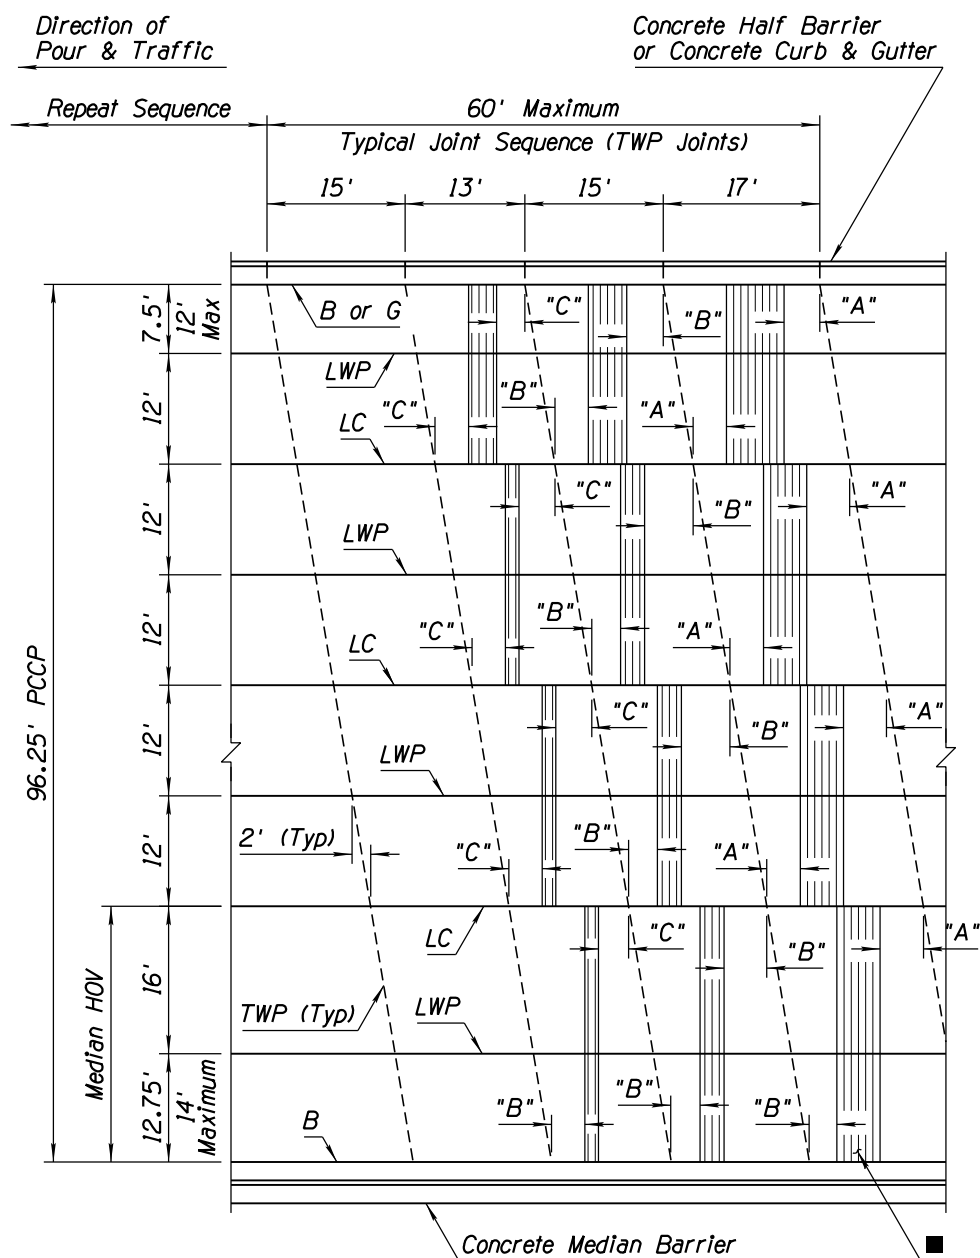 Direction of
Pour & Traffic
Concrete Half Barrier
or Concrete Curb & Gutter
Repeat Sequence
60' Maximum
Typical Joint Sequence (TWP Joints)
15'
13'
15'
17'
7.5'
12'
Max
B or G
"C"
"B"
"A"
LWP
12'
"C"
"B"
"A"
LC
12'
"C"
"B"
"A"
LWP
12'
"C"
"B"
"A"
LC
96.25' PCCP
12'
"C"
"B"
"A"
LWP
12'
2' (Typ)
"C"
"B"
"A"
LC
Median HOV
16'
"C"
"B"
"A"
TWP (Typ)
LWP
12.75'
14'
Maximum
B
"B"
"B"
"B"
Concrete Median Barrier